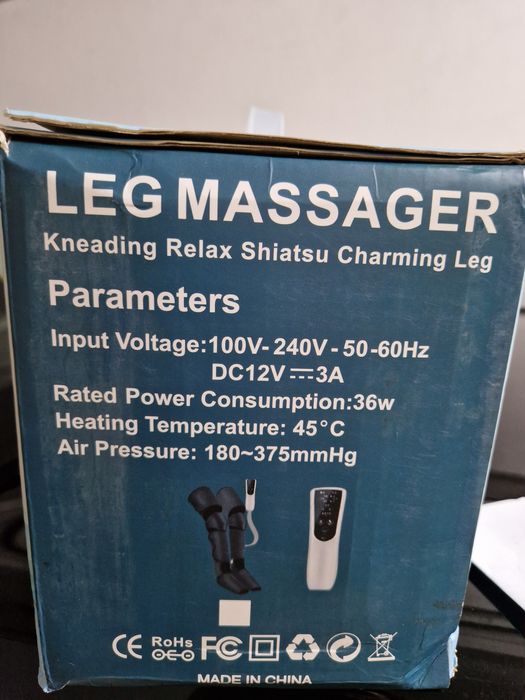 LEG MASSAGER
Kneading Relax Shiatsu Charming Leg
Parameters
Input Voltage:100V- 240V - 50-60Hz
DC12V⎓3A
Rated Power Consumption:36w
Heating Temperature: 45°C
Air Pressure: 180~375mmHg
CE RoHs FC
MADE IN CHINA